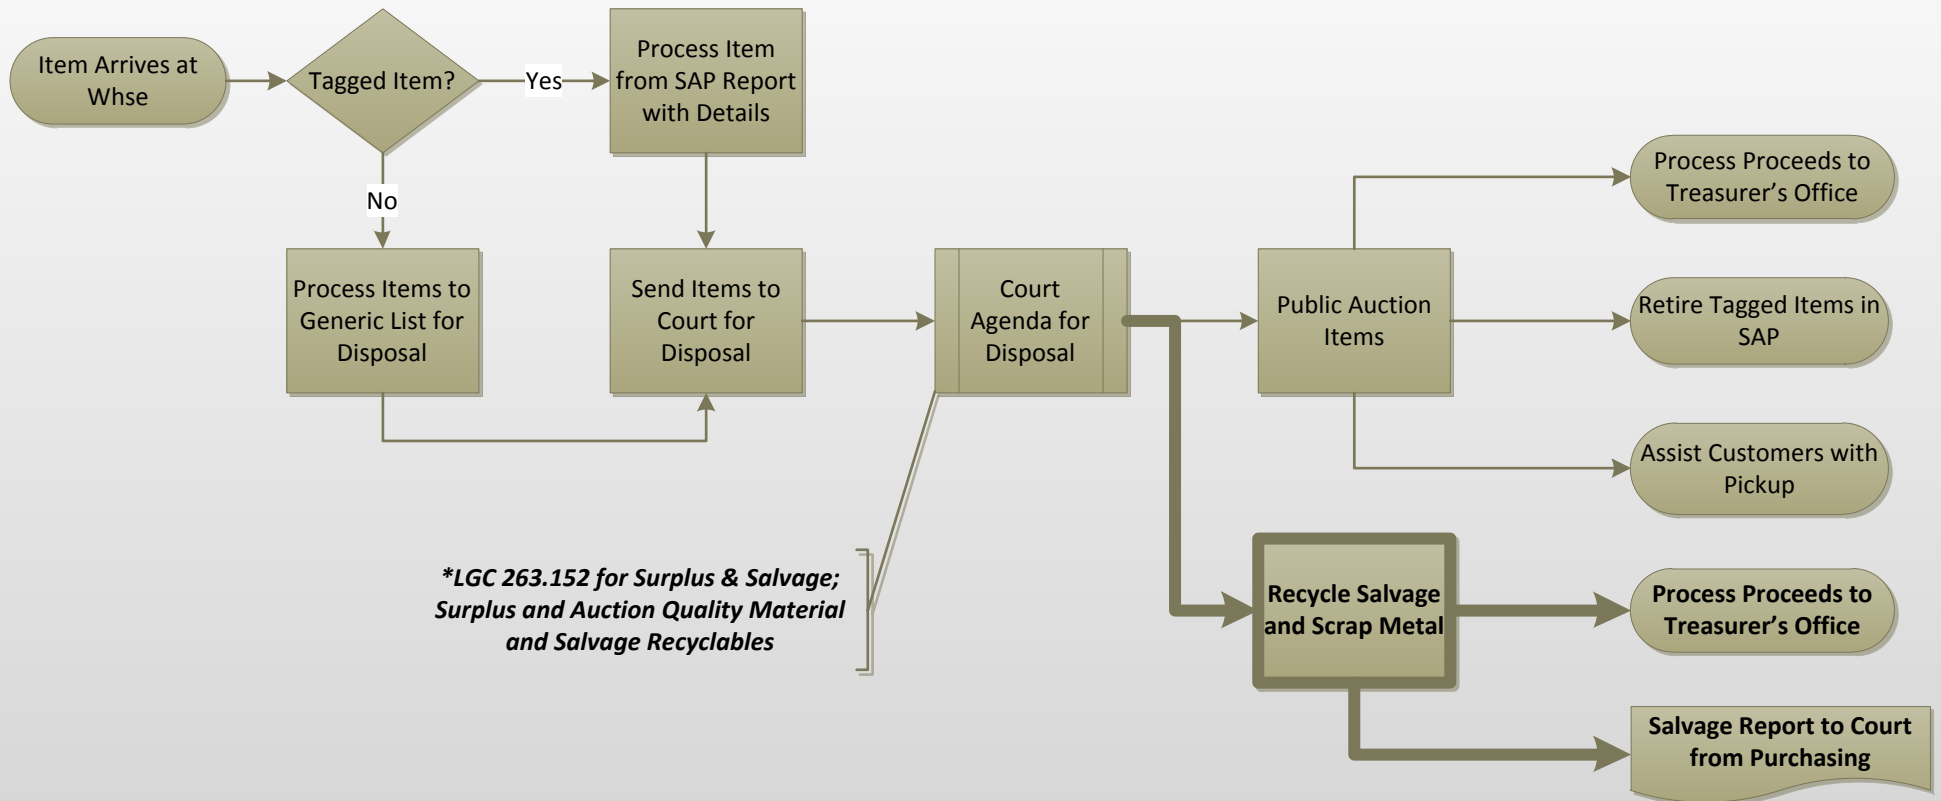 Item Arrives at
Whse
Tagged Item?
Yes
Process Item
from SAP Report
with Details
No
Process Items to
Generic List for
Disposal
Send Items to
Court for
Disposal
Court
Agenda for
Disposal
Public Auction
Items
Process Proceeds to
Treasurer’s Office
Retire Tagged Items in
SAP
Assist Customers with
Pickup
*LGC 263.152 for Surplus & Salvage;
Surplus and Auction Quality Material
and Salvage Recyclables
Recycle Salvage
and Scrap Metal
Process Proceeds to
Treasurer’s Office
Salvage Report to Court
from Purchasing